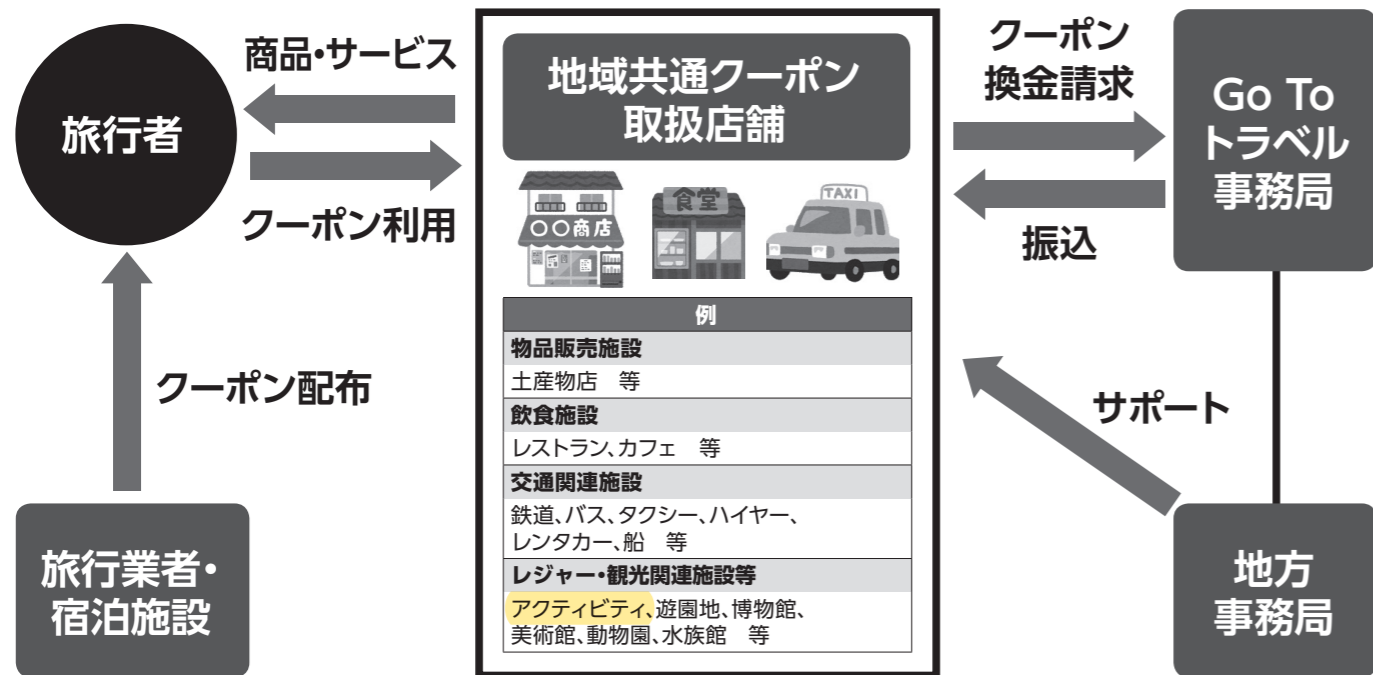 旅行者
商品・サービス
クーポン利用
クーポン配布
旅行業者・
宿泊施設
地域共通クーポン
取扱店舗
〇〇商店
食堂
TAXI
例
物品販売施設
土産物店　等
飲食施設
レストラン、カフェ　等
交通関連施設
鉄道、バス、タクシー、ハイヤー、
レンタカー、船　等
レジャー・観光関連施設等
アクティビティ、遊園地、博物館、
美術館、動物園、水族館　等
クーポン
換金請求
振込
Go To
トラベル
事務局
サポート
地方
事務局